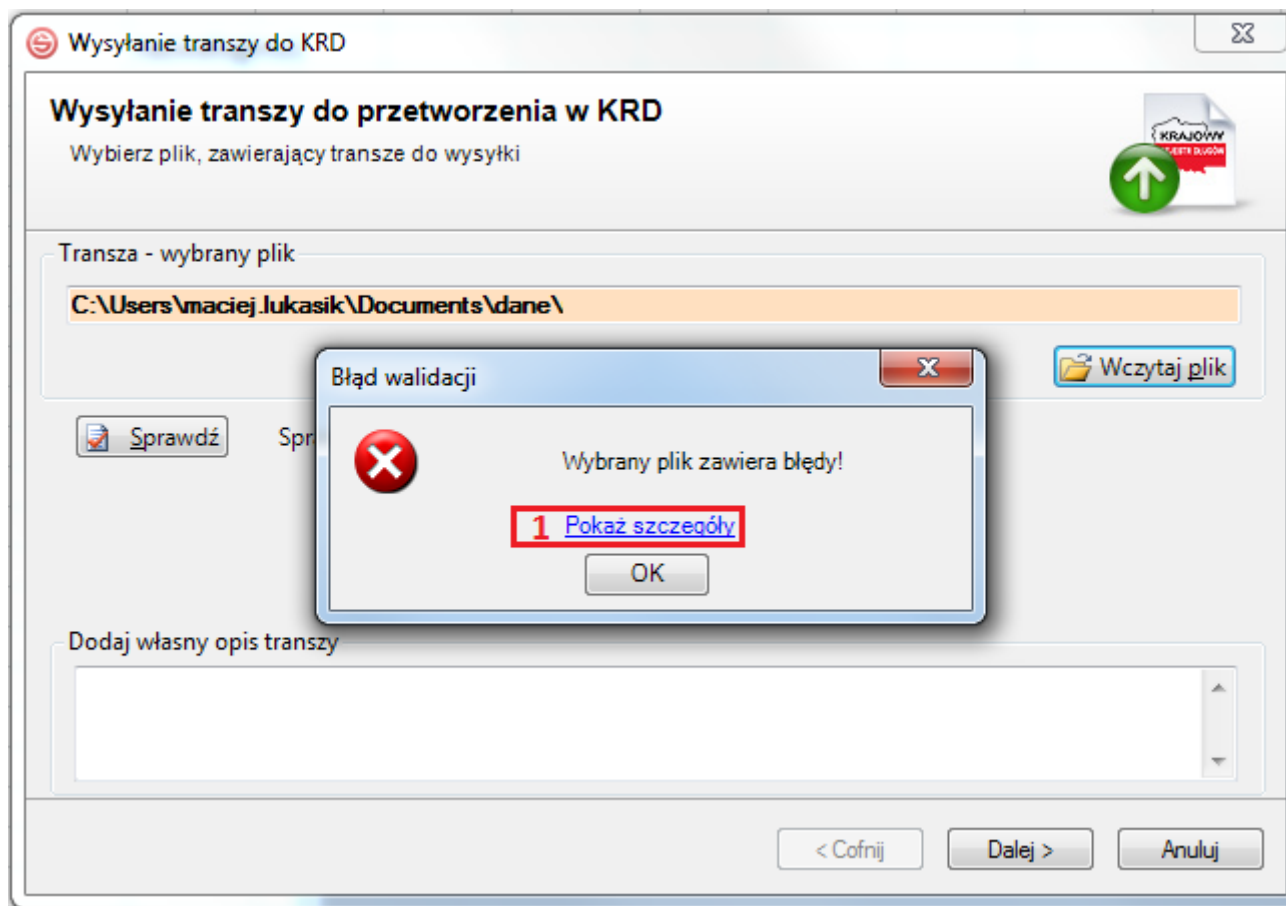 Wysyłanie transzy do KRD
Wysyłanie transzy do przetworzenia w KRD
Wybierz plik, zawierający transze do wysyłki
KRAJOWY
REJESTR DŁUGÓW
Transza - wybrany plik
C:\Users\maciej.lukasik\Documents\dane\
Wczytaj plik
Sprawdź Spr
Błąd walidacji
Wybrany plik zawiera błędy!
1 Pokaż szczegóły
OK
Dodaj własny opis transzy
< Cofnij Dalej > Anuluj